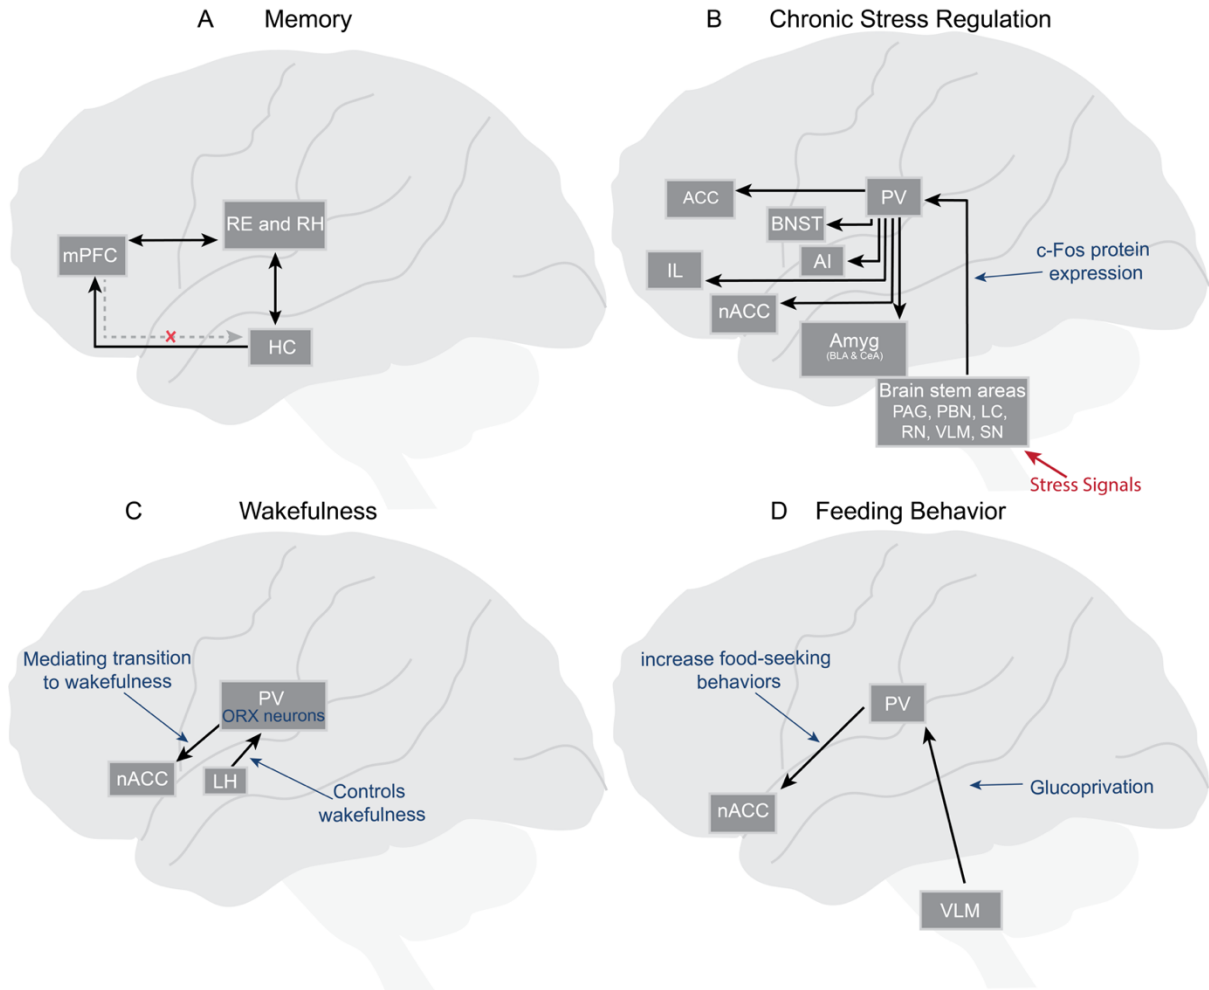 A Memory
RE and RH
mPFC
HC
B Chronic Stress Regulation
ACC
PV
BNST
AI
IL
nACC
c-Fos protein
expression
Amyg
(BLA & CeA)
Brain stem areas
PAG, PBN, LC,
RN, VLM, SN
Stress Signals
C Wakefulness
Mediating transition
to wakefulness
PV
ORX neurons
nACC
LH
Controls
wakefulness
D Feeding Behavior
increase food-seeking
behaviors
PV
nACC
Glucoprivation
VLM